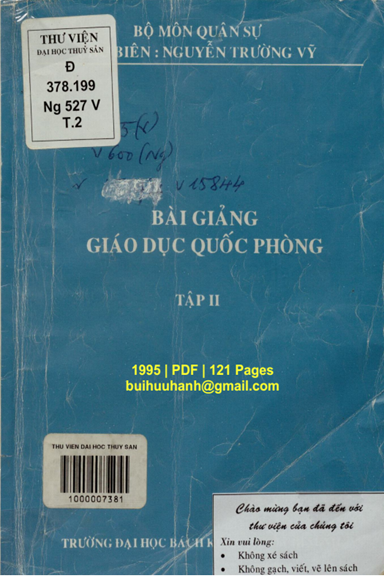 THƯ VIỆN
ĐẠI HỌC THUỶ SẢN
Đ
378.199
Ng 527 V
T.2
BỘ MÔN QUÂN SỰ
BIÊN : NGUYỄN TRƯỜNG VỸ
V 600 (Ng)
V 15844
BÀI GIẢNG
GIÁO DỤC QUỐC PHÒNG
TẬP II
1995 | PDF | 121 Pages
buihuuhanh@gmail.com
THU VIEN DAI HOC THUY SAN
1000007381
Chào mừng bạn đã đến với
thư viện của chúng tôi
Xin vui lòng:
• Không xé sách
• Không gạch, viết, vẽ lên sách
TRƯỜNG ĐẠI HỌC BÁCH K